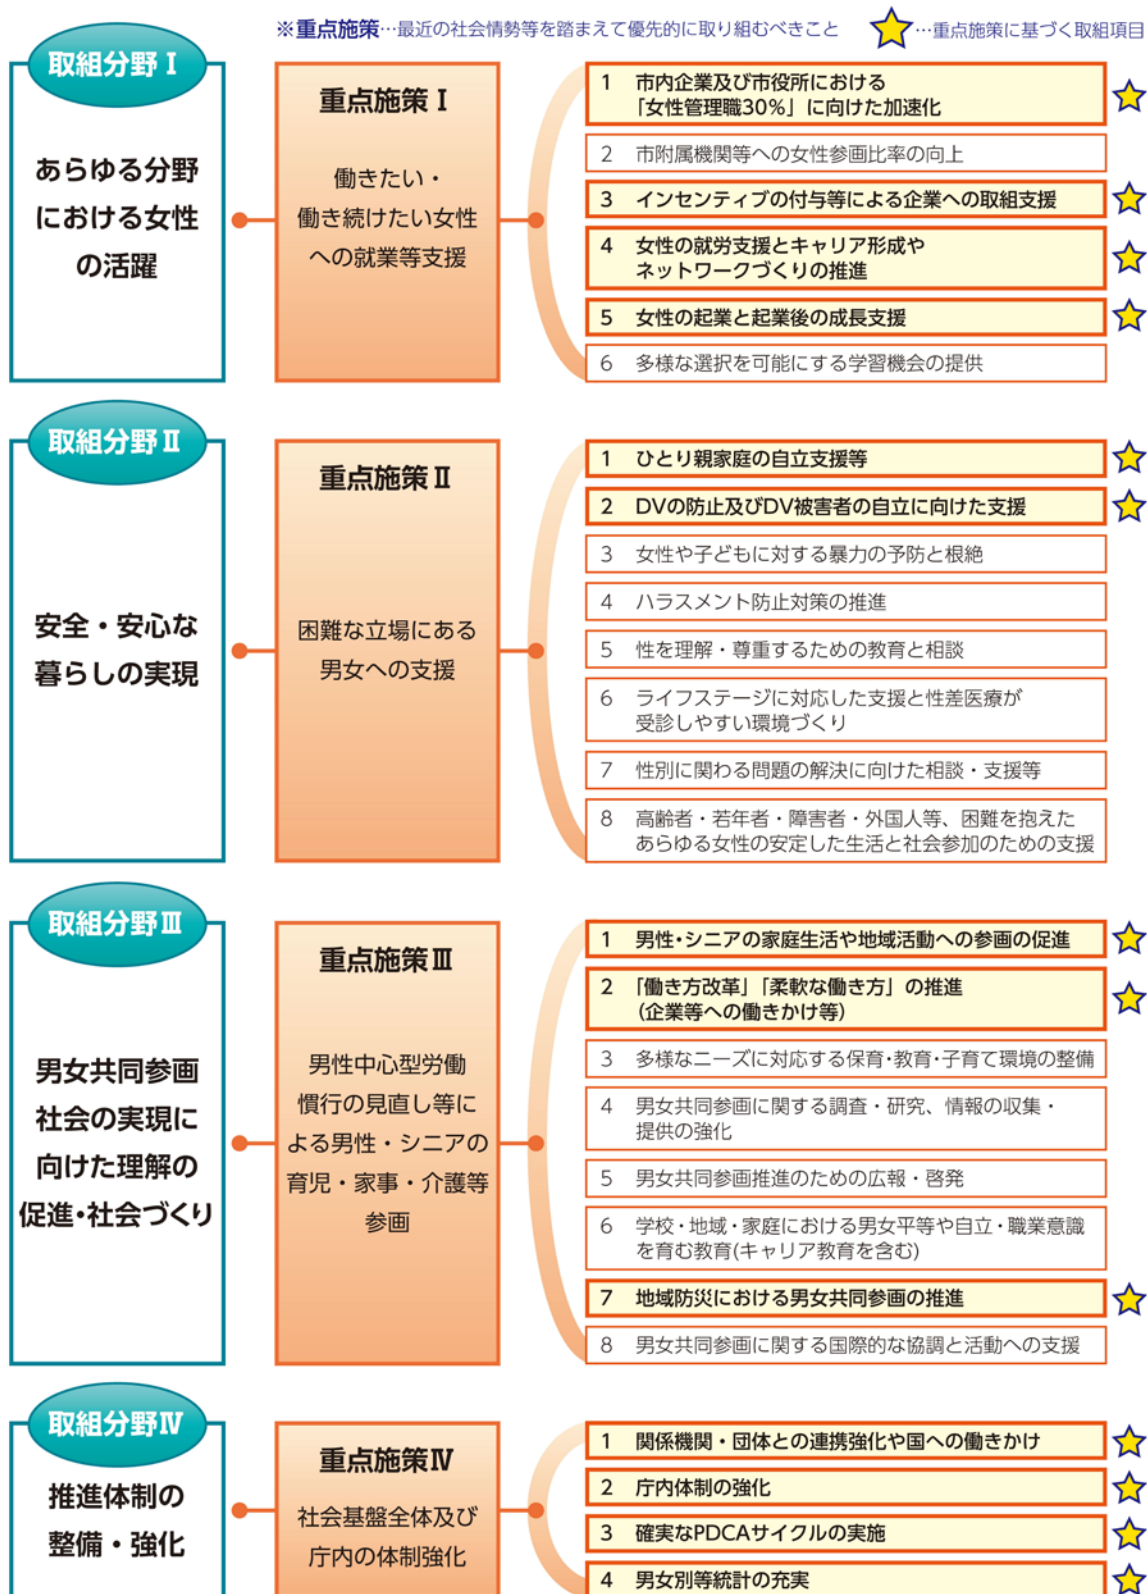 ※重点施策…最近の社会情勢等を踏まえて優先的に取り組むべきこと
…重点施策に基づく取組項目
取組分野Ⅰ
あらゆる分野
における女性
の活躍
重点施策Ⅰ
働きたい・
働き続けたい女性
への就業等支援
1 市内企業及び市役所における
「女性管理職30%」に向けた加速化
2 市附属機関等への女性参画比率の向上
3 インセンティブの付与等による企業への取組支援
4 女性の就労支援とキャリア形成や
ネットワークづくりの推進
5 女性の起業と起業後の成長支援
6 多様な選択を可能にする学習機会の提供
取組分野Ⅱ
安全・安心な
暮らしの実現
重点施策Ⅱ
困難な立場にある
男女への支援
1 ひとり親家庭の自立支援等
2 DVの防止及びDV被害者の自立に向けた支援
3 女性や子どもに対する暴力の予防と根絶
4 ハラスメント防止対策の推進
5 性を理解・尊重するための教育と相談
6 ライフステージに対応した支援と性差医療が
受診しやすい環境づくり
7 性別に関わる問題の解決に向けた相談・支援等
8 高齢者・若年者・障害者・外国人等、困難を抱えた
あらゆる女性の安定した生活と社会参加のための支援
取組分野Ⅲ
男女共同参画
社会の実現に
向けた理解の
促進・社会づくり
重点施策Ⅲ
男性中心型労働
慣行の見直し等に
よる男性・シニアの
育児・家事・介護等
参画
1 男性・シニアの家庭生活や地域活動への参画の促進
2 「働き方改革」「柔軟な働き方」の推進
(企業等への働きかけ等)
3 多様なニーズに対応する保育・教育・子育て環境の整備
4 男女共同参画に関する調査・研究、情報の収集・
提供の強化
5 男女共同参画推進のための広報・啓発
6 学校・地域・家庭における男女平等や自立・職業意識
を育む教育(キャリア教育を含む)
7 地域防災における男女共同参画の推進
8 男女共同参画に関する国際的な協調と活動への支援
取組分野Ⅳ
推進体制の
整備・強化
重点施策Ⅳ
社会基盤全体及び
庁内の体制強化
1 関係機関・団体との連携強化や国への働きかけ
2 庁内体制の強化
3 確実なPDCAサイクルの実施
4 男女別等統計の充実